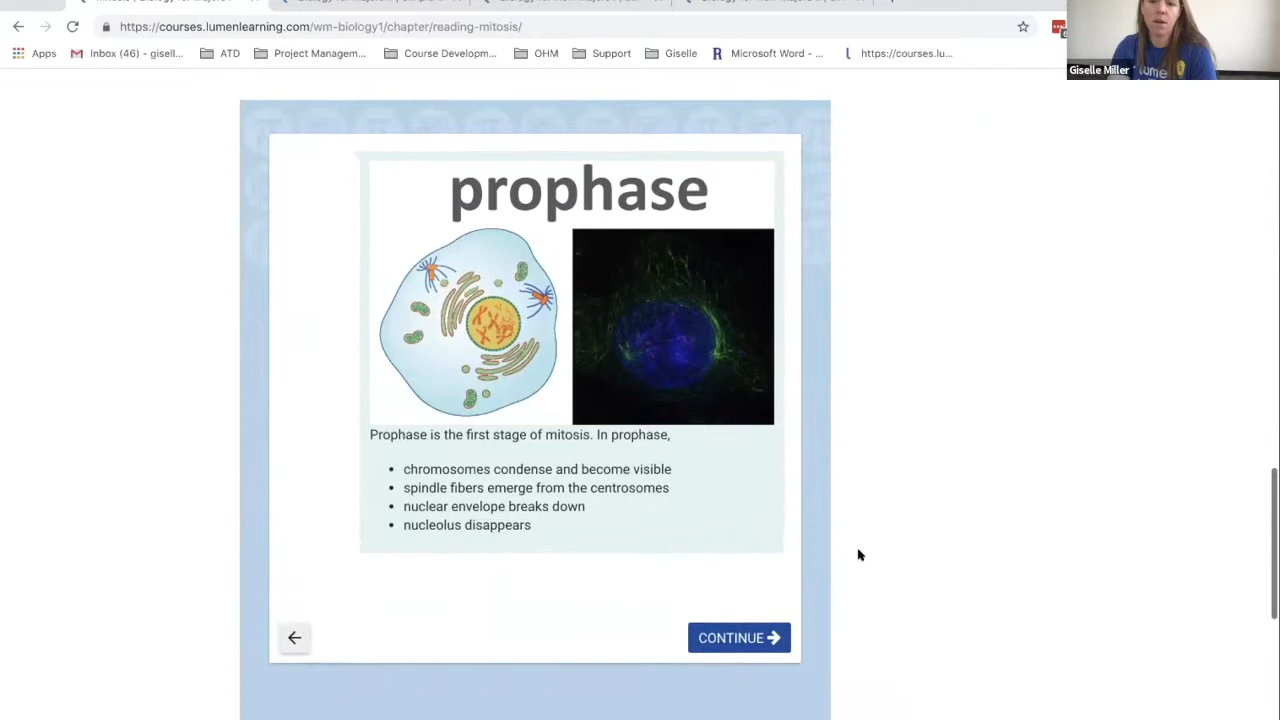 https://courses.lumenlearning.com/wm-biology1/chapter/reading-mitosis/
Apps
Inbox (46) - gisell...
ATD
Project Managem...
Course Developm...
OHM
Support
Giselle
Microsoft Word - ...
https://courses.lu...
Giselle Miller
prophase
Prophase is the first stage of mitosis. In prophase,
• chromosomes condense and become visible
• spindle fibers emerge from the centrosomes
• nuclear envelope breaks down
• nucleolus disappears
CONTINUE